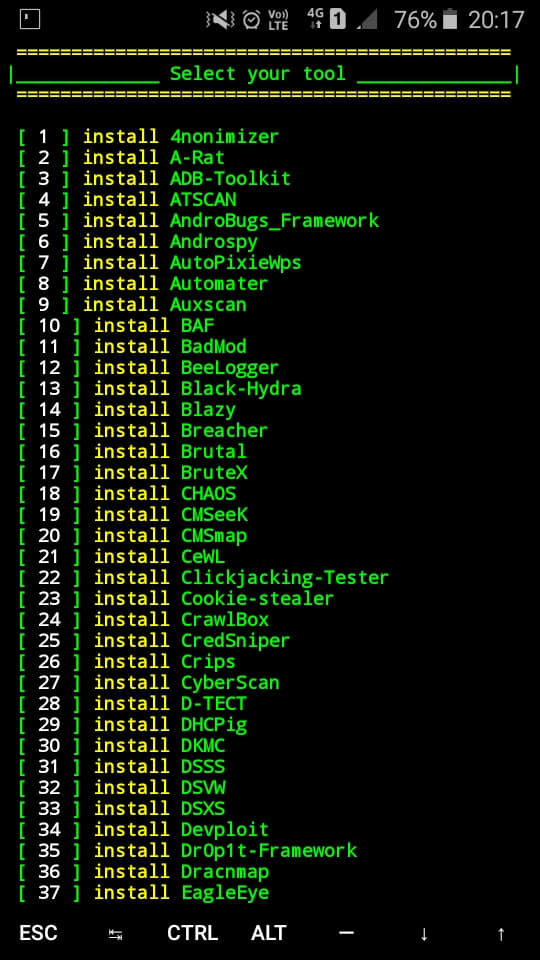 Vo)) 4G 1 76% 20:17
LTE
==============================================
|_____________ Select your tool ______________|
==============================================
[ 1 ] install 4nonimizer
[ 2 ] install A-Rat
[ 3 ] install ADB-Toolkit
[ 4 ] install ATSCAN
[ 5 ] install AndroBugs_Framework
[ 6 ] install Androspy
[ 7 ] install AutoPixieWps
[ 8 ] install Automater
[ 9 ] install Auxscan
[ 10 ] install BAF
[ 11 ] install BadMod
[ 12 ] install BeeLogger
[ 13 ] install Black-Hydra
[ 14 ] install Blazy
[ 15 ] install Breacher
[ 16 ] install Brutal
[ 17 ] install BruteX
[ 18 ] install CHAOS
[ 19 ] install CMSeeK
[ 20 ] install CMSmap
[ 21 ] install CeWL
[ 22 ] install Clickjacking-Tester
[ 23 ] install Cookie-stealer
[ 24 ] install CrawlBox
[ 25 ] install CredSniper
[ 26 ] install Crips
[ 27 ] install CyberScan
[ 28 ] install D-TECT
[ 29 ] install DHCPig
[ 30 ] install DKMC
[ 31 ] install DSSS
[ 32 ] install DSVW
[ 33 ] install DSXS
[ 34 ] install Devploit
[ 35 ] install Dr0p1t-Framework
[ 36 ] install Dracnmap
[ 37 ] install EagleEye
ESC ↹ CTRL ALT — ↓ ↑